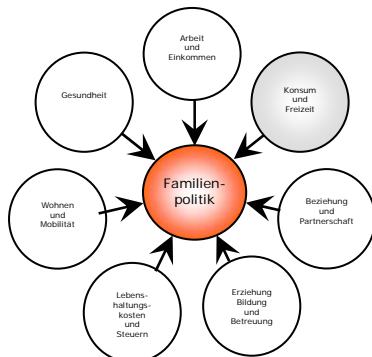 Arbeit
und
Einkommen
Gesundheit
Konsum
und
Freizeit
Familien-
politik
Wohnen
und
Mobilität
Beziehung
und
Partnerschaft
Lebens-
haltungs-
kosten
und
Steuern
Erziehung
Bildung
und
Betreuung